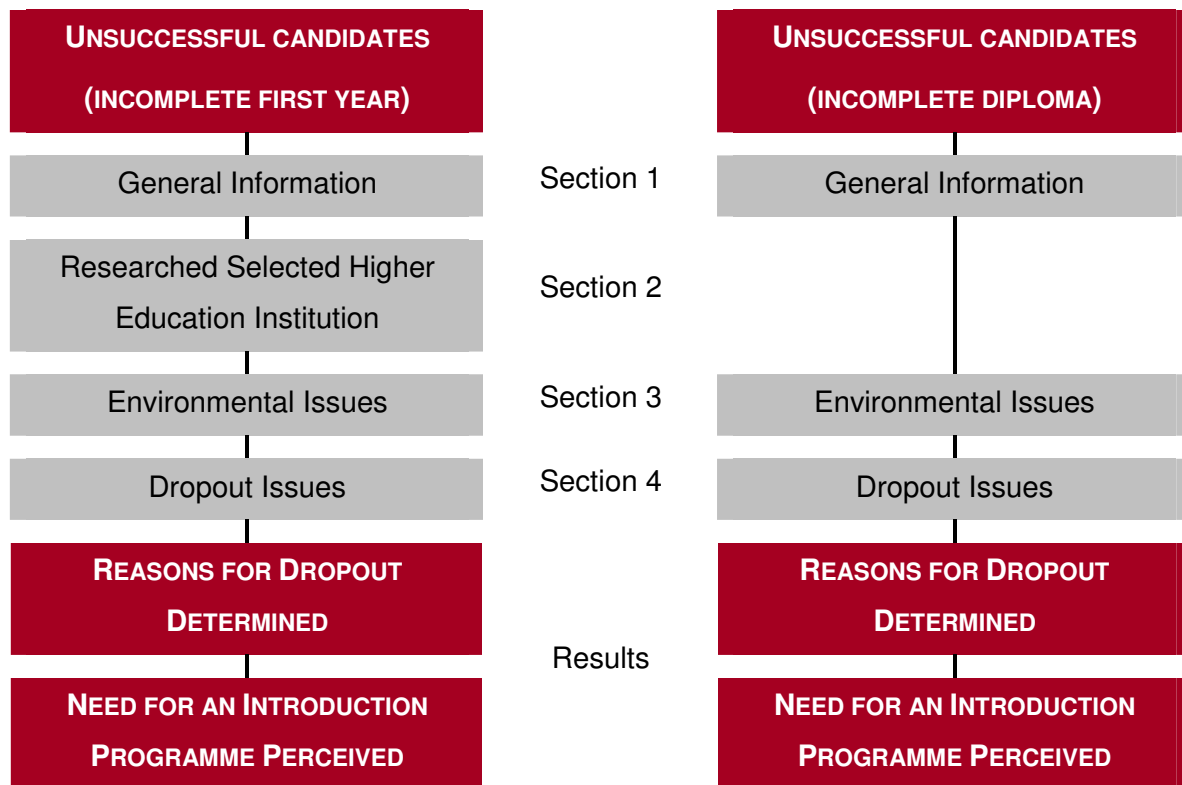 UNSUCCESSFUL CANDIDATES
(INCOMPLETE FIRST YEAR)
UNSUCCESSFUL CANDIDATES
(INCOMPLETE DIPLOMA)
General Information
Section 1
General Information
Researched Selected Higher
Education Institution
Section 2
Environmental Issues
Section 3
Environmental Issues
Dropout Issues
Section 4
Dropout Issues
REASONS FOR DROPOUT
DETERMINED
REASONS FOR DROPOUT
DETERMINED
Results
NEED FOR AN INTRODUCTION
PROGRAMME PERCEIVED
NEED FOR AN INTRODUCTION
PROGRAMME PERCEIVED